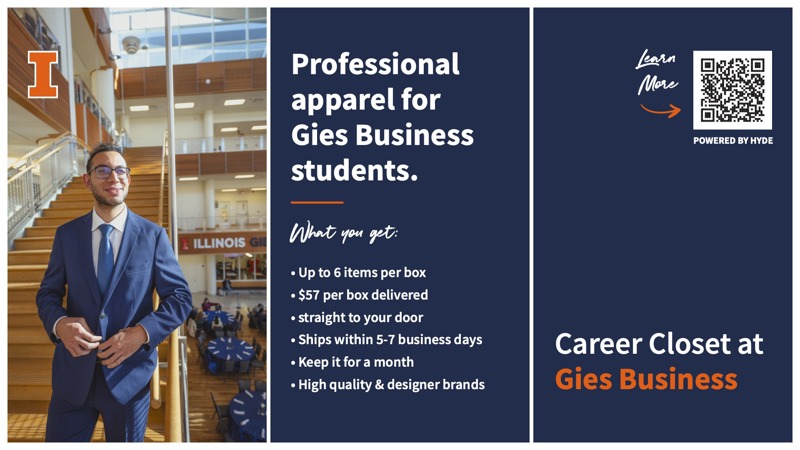 I
ILLINOIS GIE
Professional
apparel for
Gies Business
students.
What you get:
• Up to 6 items per box
• $57 per box delivered
• straight to your door
• Ships within 5-7 business days
• Keep it for a month
• High quality & designer brands
Learn
More
POWERED BY HYDE
Career Closet at
Gies Business